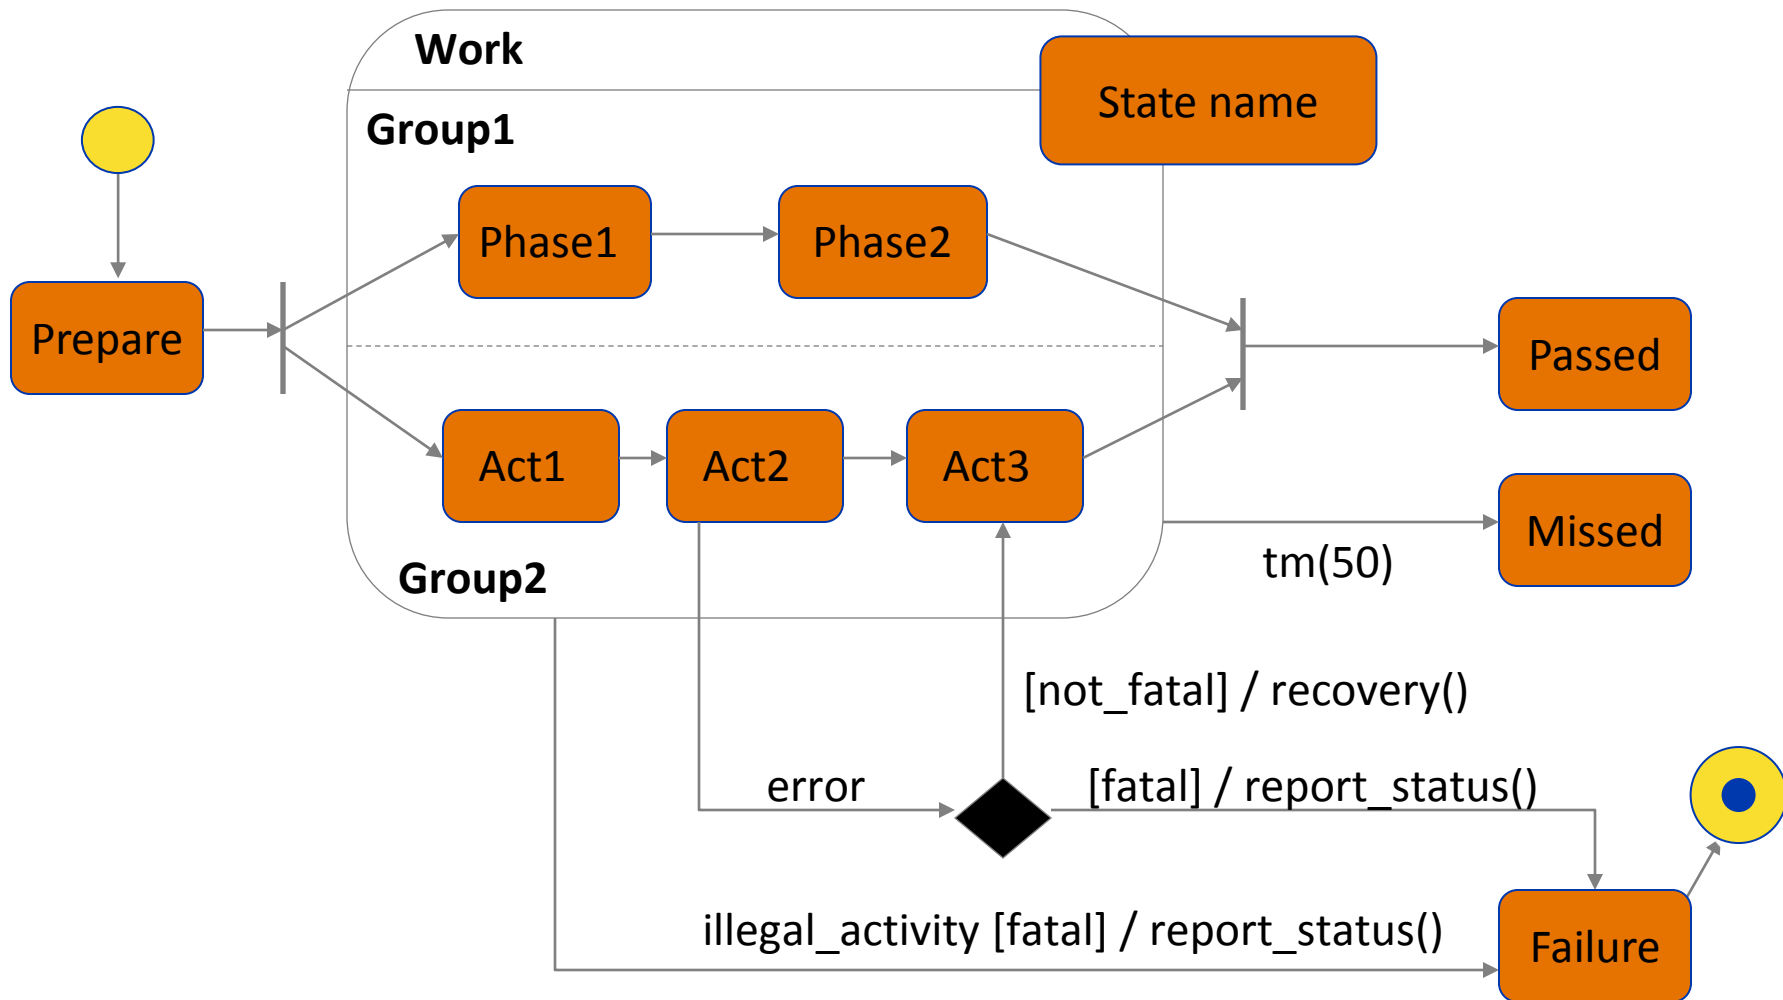 Work
State name
Group1
Phase1
Phase2
Prepare
Passed
Act1
Act2
Act3
Missed
tm(50)
Group2
[not_fatal] / recovery()
error
[fatal] / report_status()
illegal_activity [fatal] / report_status()
Failure